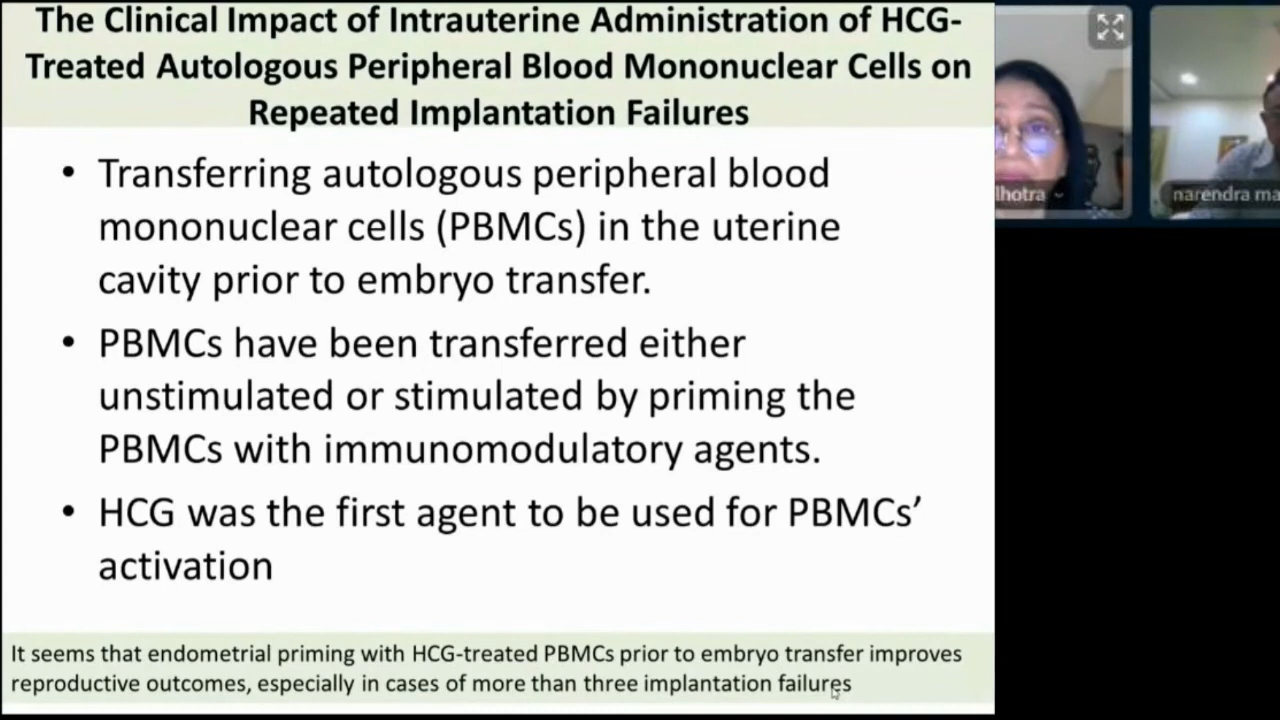 The Clinical Impact of Intrauterine Administration of HCG-
Treated Autologous Peripheral Blood Mononuclear Cells on
Repeated Implantation Failures
• Transferring autologous peripheral blood
mononuclear cells (PBMCs) in the uterine
cavity prior to embryo transfer.
• PBMCs have been transferred either
unstimulated or stimulated by priming the
PBMCs with immunomodulatory agents.
• HCG was the first agent to be used for PBMCs’
activation
It seems that endometrial priming with HCG-treated PBMCs prior to embryo transfer improves
reproductive outcomes, especially in cases of more than three implantation failures
lhotra
narendra ma